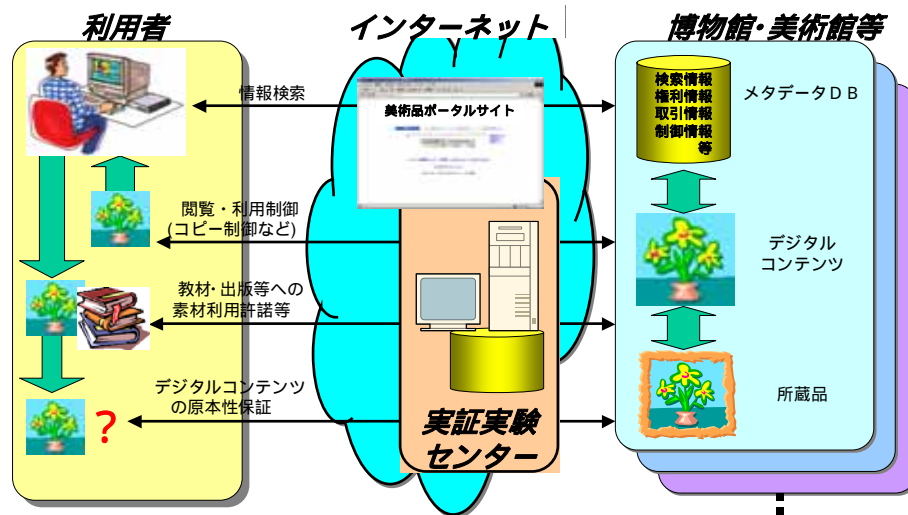 利用者
インターネット
博物館・美術館等
情報検索
美術品ポータルサイト
検索情報
権利情報
取引情報
制御情報
等
メタデータＤＢ
閲覧・利用制御
(コピー制御など)
デジタル
コンテンツ
教材・出版等への
素材利用許諾等
デジタルコンテンツ
の原本性保証
?
所蔵品
実証実験
センター